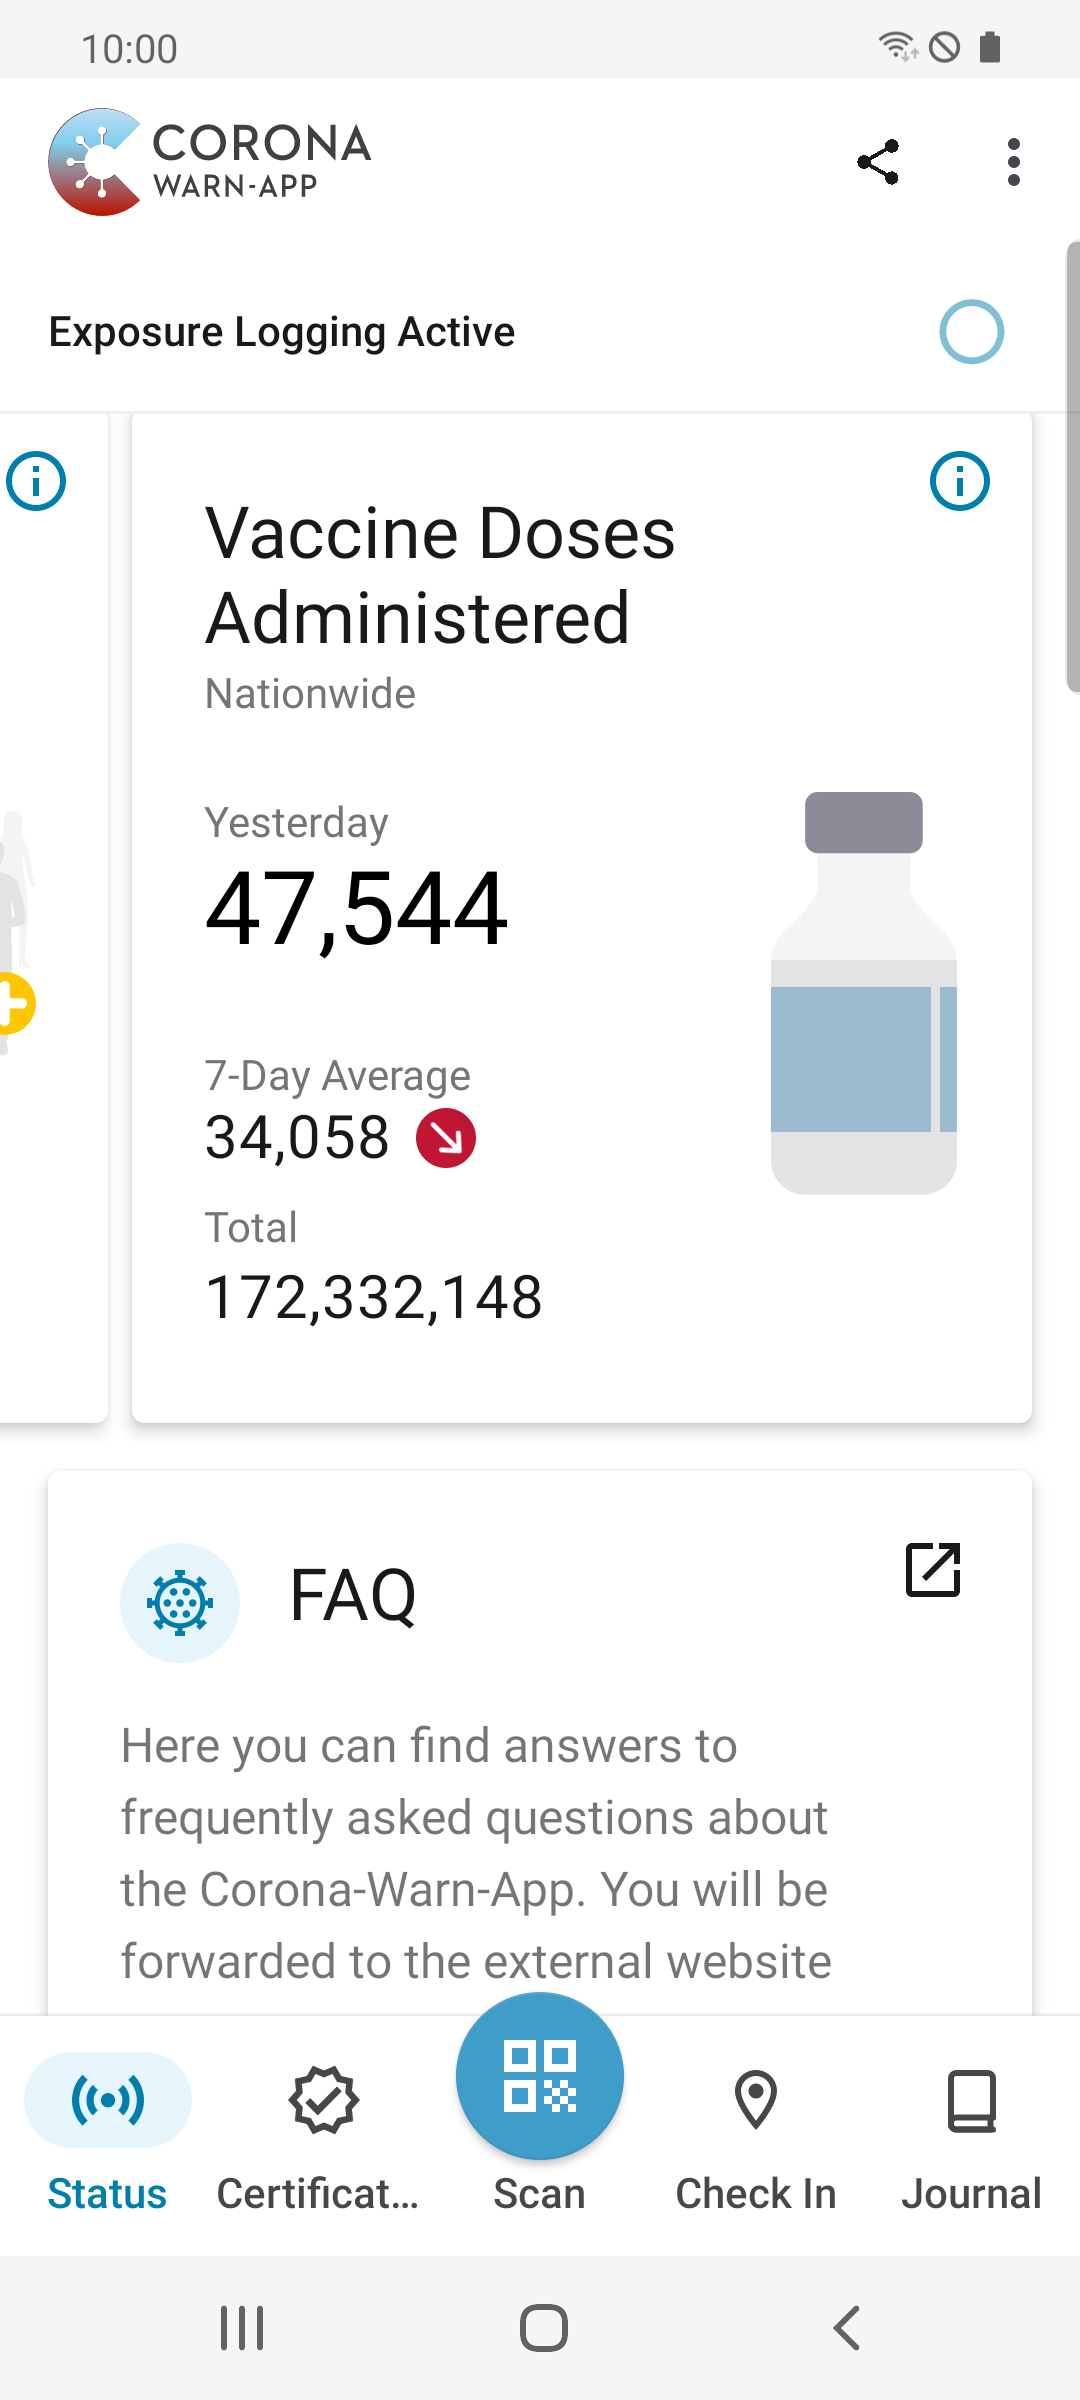 10:00
CORONA
WARN-APP
Exposure Logging Active
Vaccine Doses
Administered
Nationwide
Yesterday
47,544
7-Day Average
34,058
Total
172,332,148
FAQ
Here you can find answers to
frequently asked questions about
the Corona-Warn-App. You will be
forwarded to the external website
Status
Certificat...
Scan
Check In
Journal